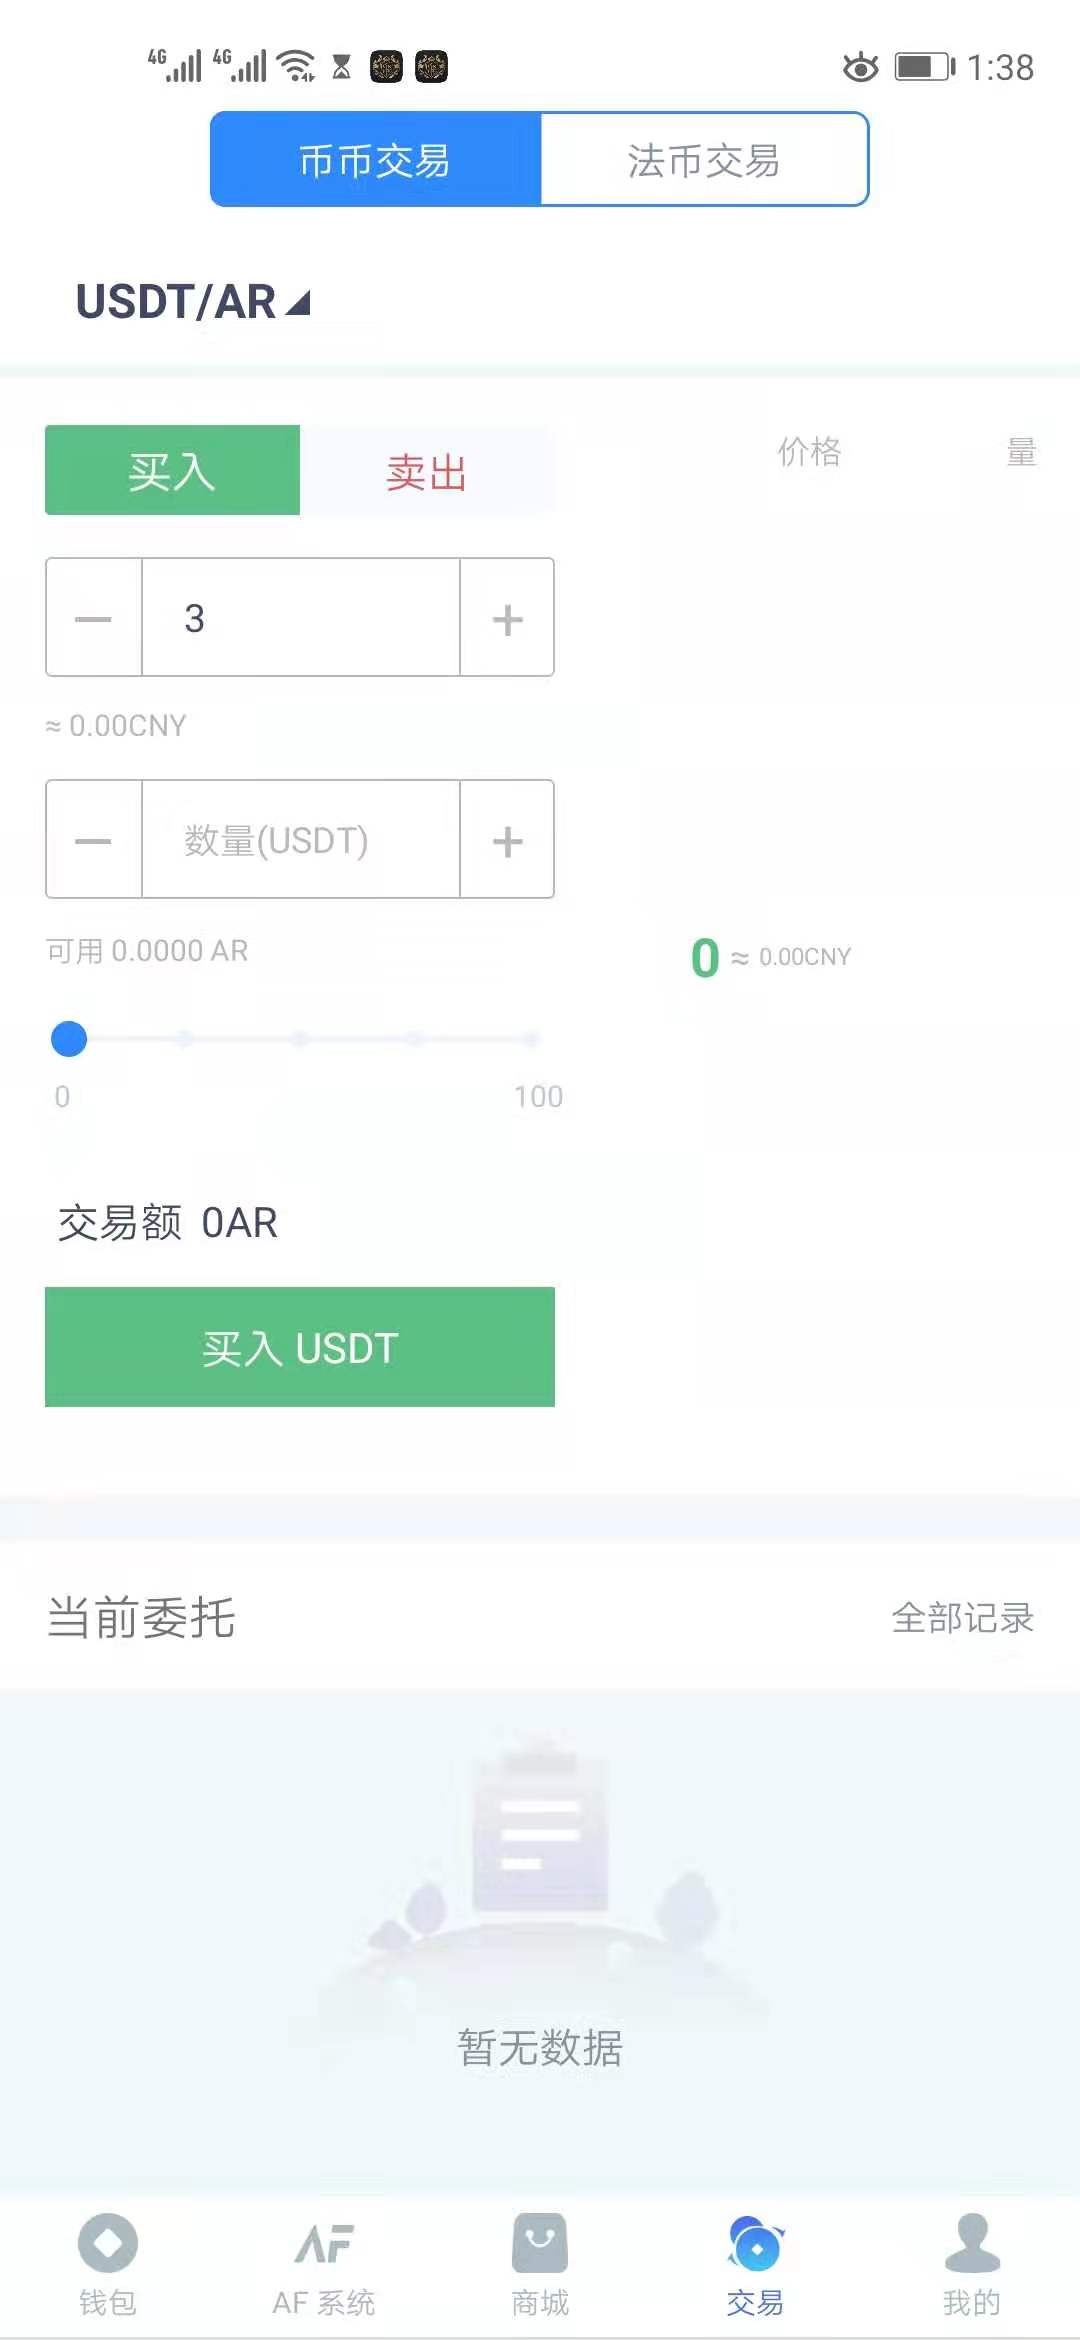 4G 4G 1:38
币币交易 法币交易
USDT/AR
买入 卖出 价格 量
— 3 +
≈ 0.00CNY
— 数量(USDT) +
可用 0.0000 AR
0 ≈ 0.00CNY
0 100
交易额 0AR
买入 USDT
当前委托 全部记录
暂无数据
钱包 AF 系统 商城 交易 我的